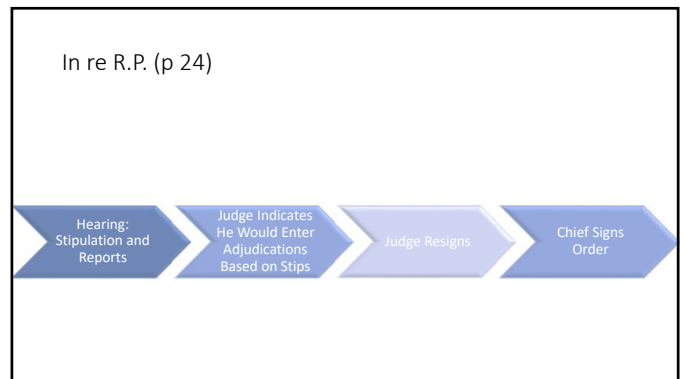 In re R.P. (p 24)
Hearing:
Stipulation and
Reports
Judge Indicates
He Would Enter
Adjudications
Based on Stips
Judge Resigns
Chief Signs
Order